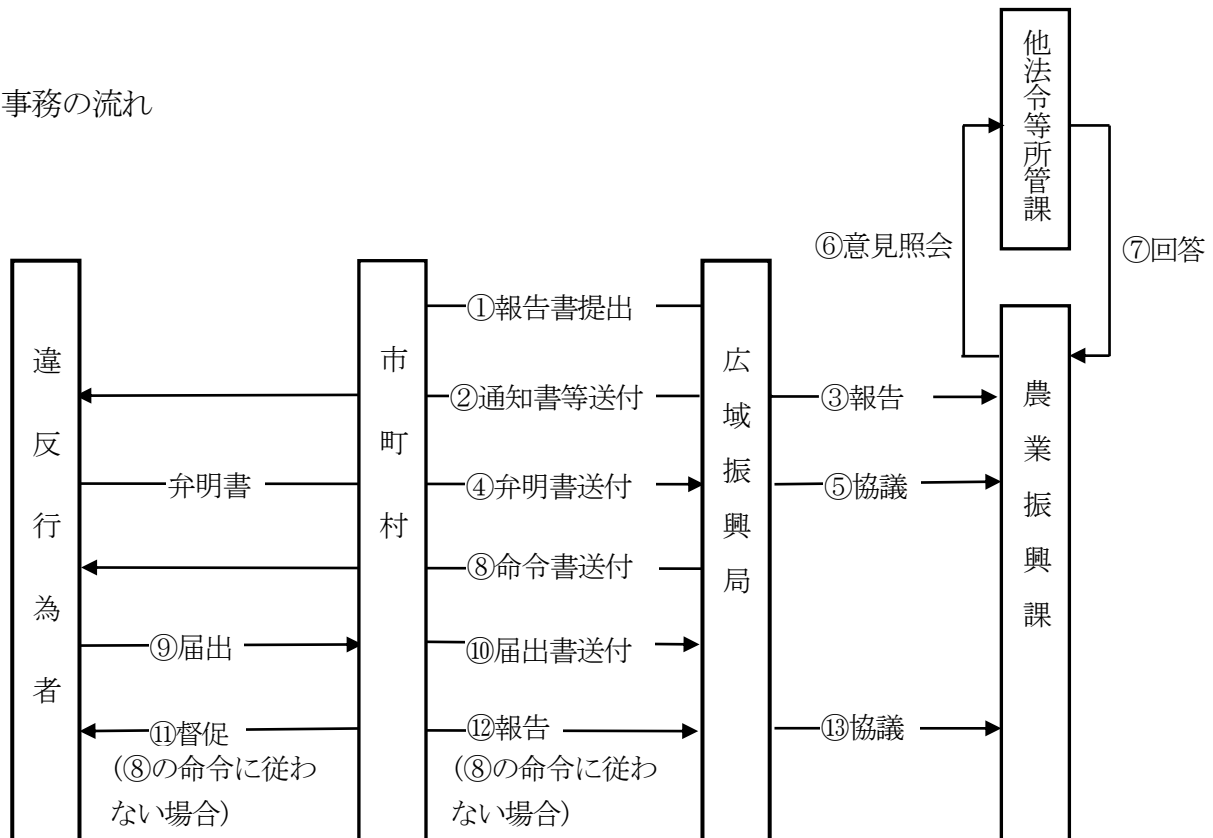 事務の流れ
他法令等所管課
⑥意見照会
⑦回答
違反行為者
市町村
広域振興局
農業振興課
①報告書提出
②通知書等送付
③報告
弁明書
④弁明書送付
⑤協議
⑧命令書送付
⑨届出
⑩届出書送付
⑪督促
(⑧の命令に従わ
ない場合)
⑫報告
(⑧の命令に従わ
ない場合)
⑬協議